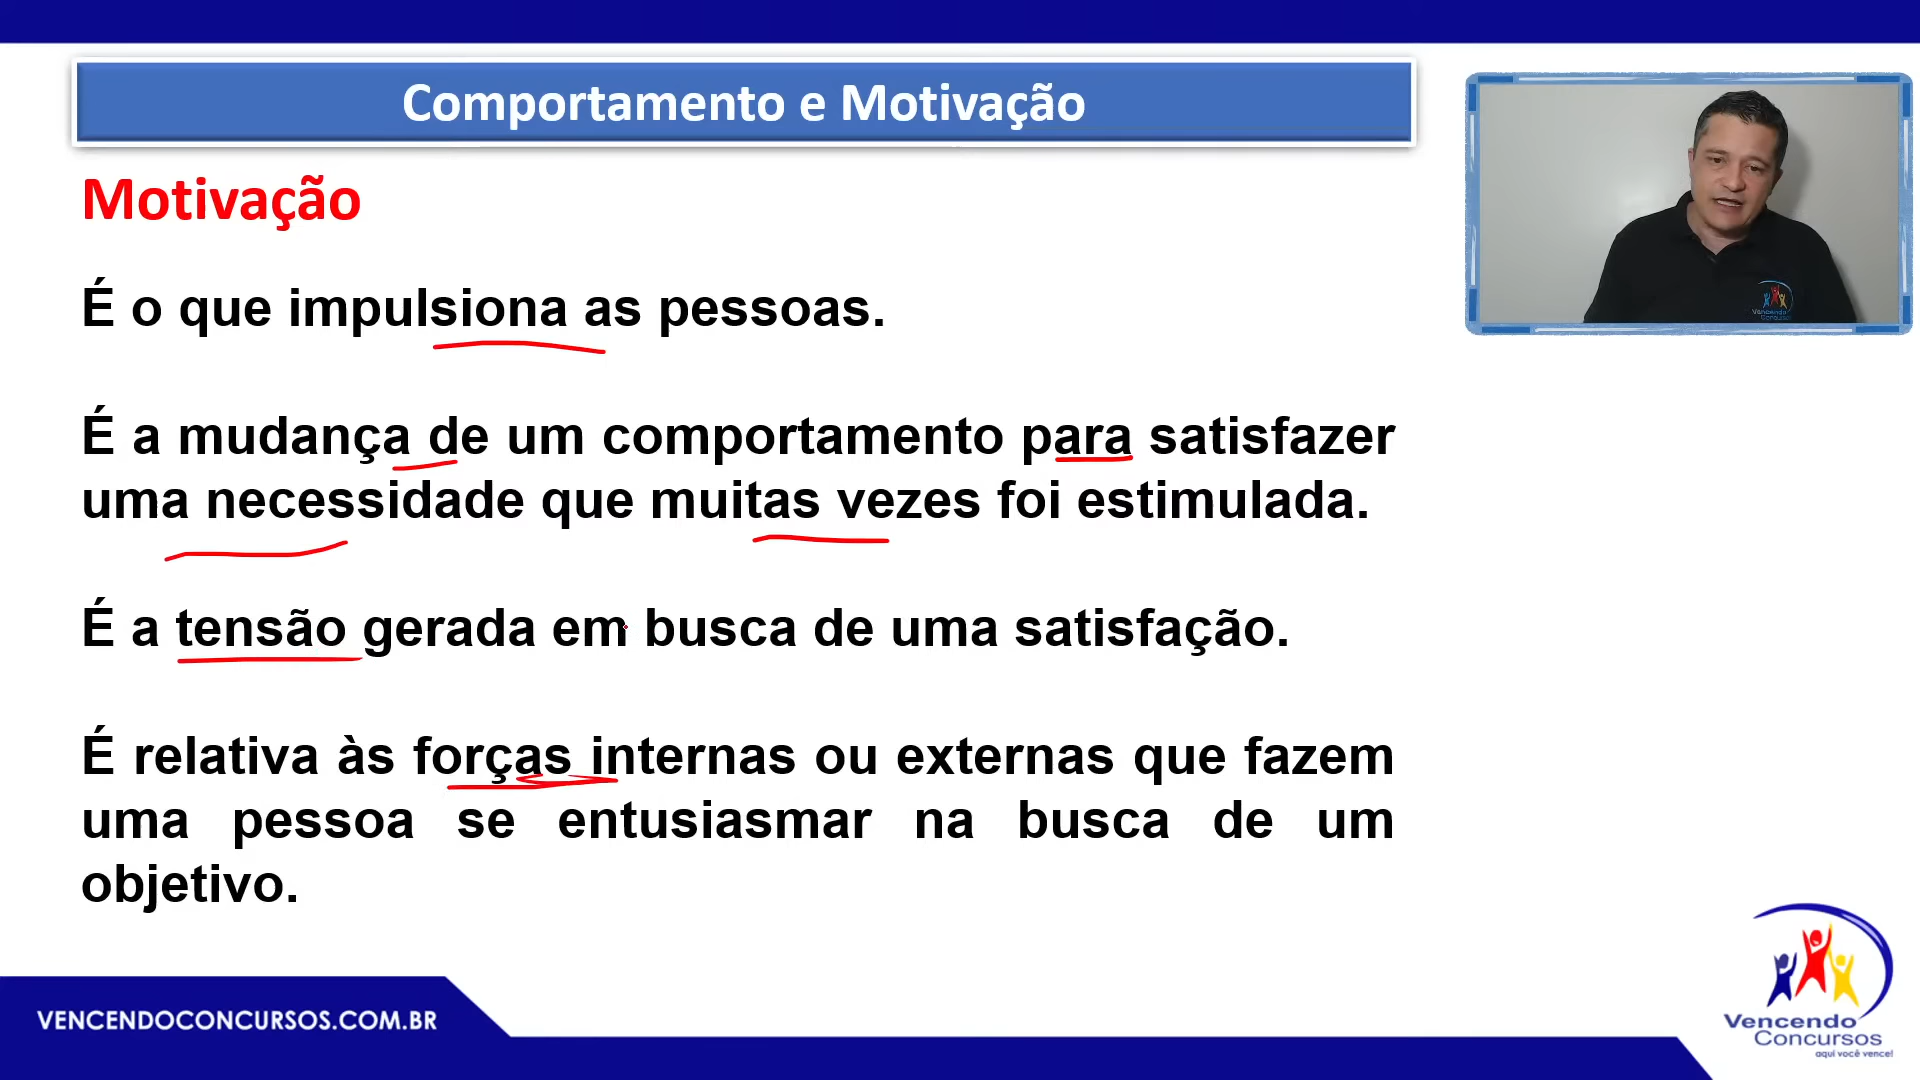 Comportamento e Motivação
Motivação
É o que impulsiona as pessoas.
É a mudança de um comportamento para satisfazer
uma necessidade que muitas vezes foi estimulada.
É a tensão gerada em busca de uma satisfação.
É relativa às forças internas ou externas que fazem
uma pessoa se entusiasmar na busca de um
objetivo.
VENCENDOCONCURSOS.COM.BR
Vencendo
Concursos
aqui você vence!